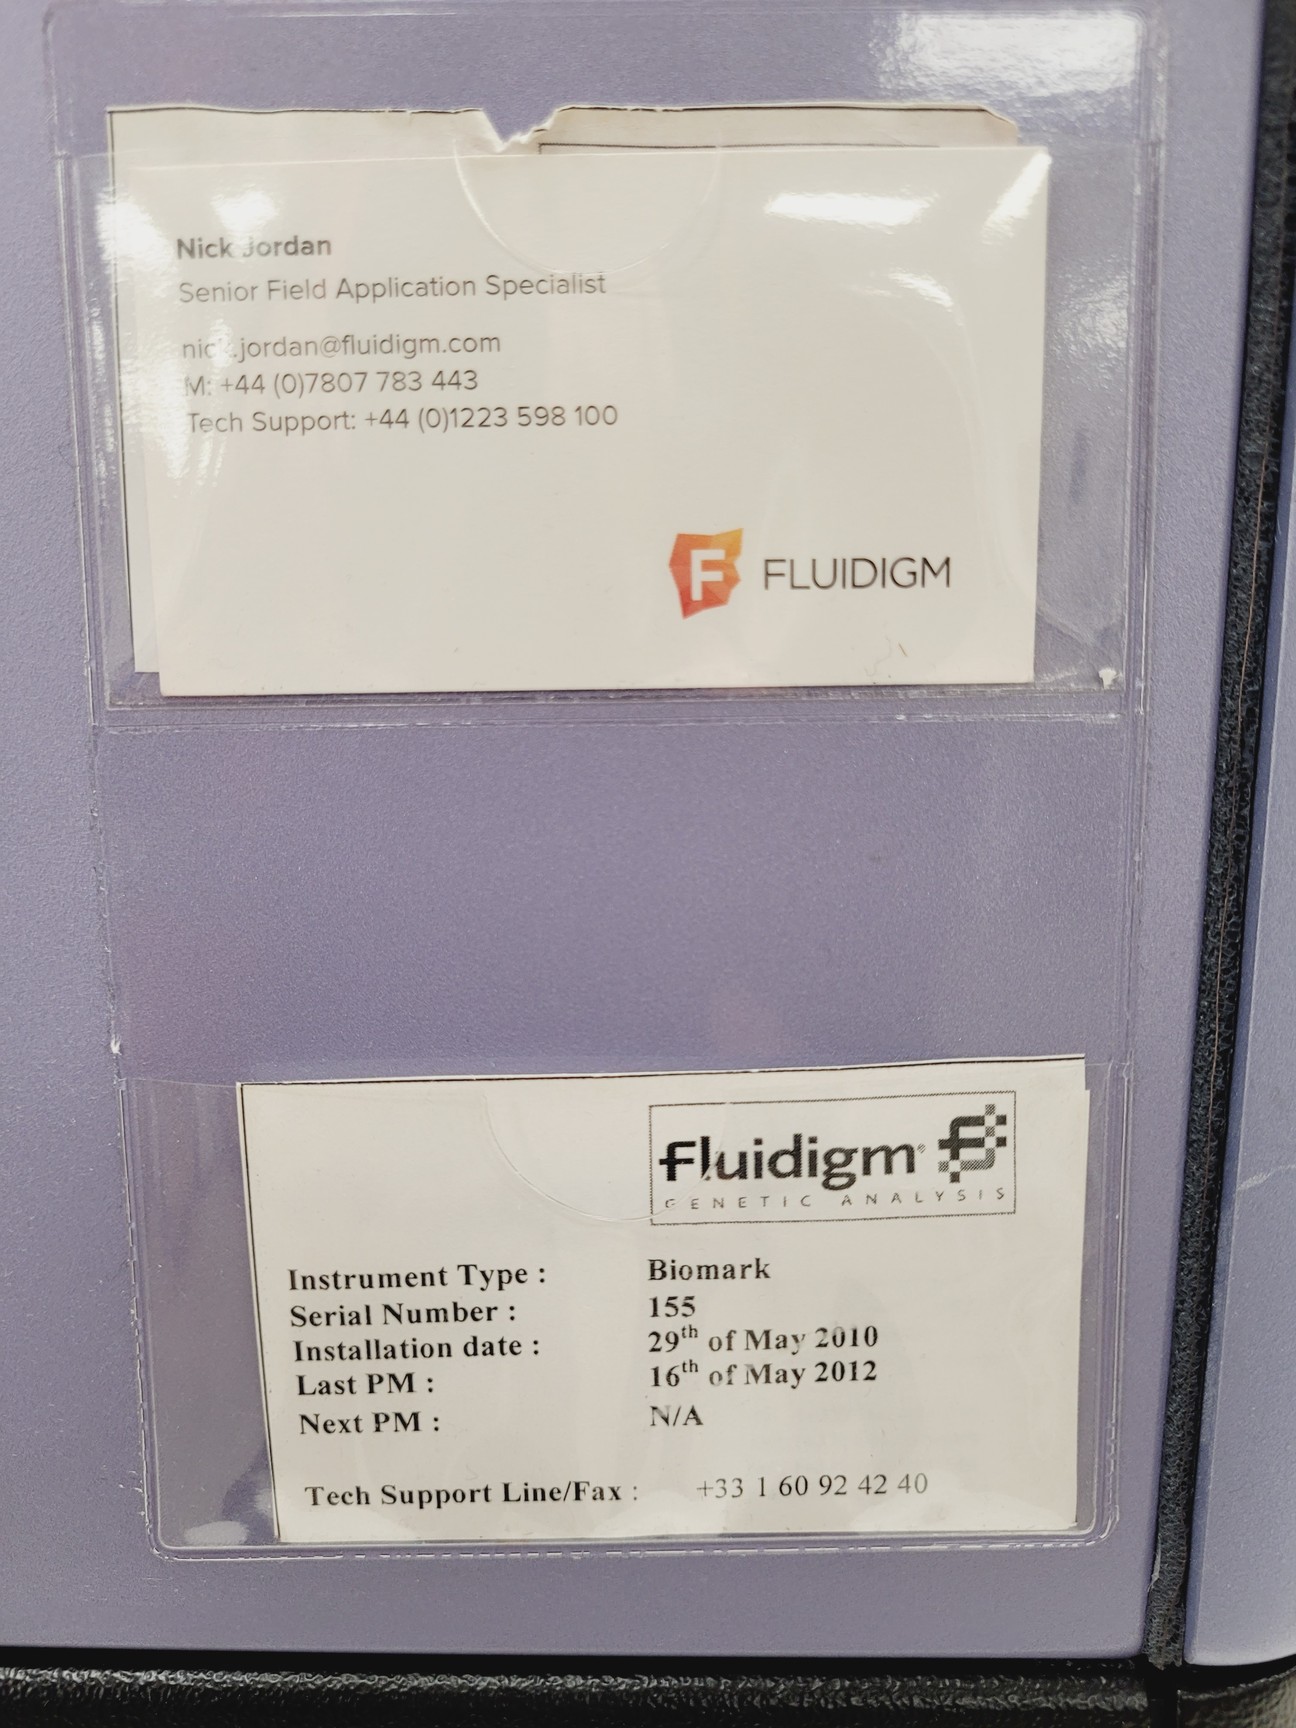 Nick Jordan
Senior Field Application Specialist
nick.jordan@fluidigm.com
M: +44 (0)7807 783 443
Tech Support: +44 (0)1223 598 100
F FLUIDIGM
Fluidigm®
GENETIC ANALYSIS
Instrument Type : Biomark
Serial Number : 155
Installation date : 29th of May 2010
Last PM : 16th of May 2012
Next PM : N/A
Tech Support Line/Fax : +33 1 60 92 42 40